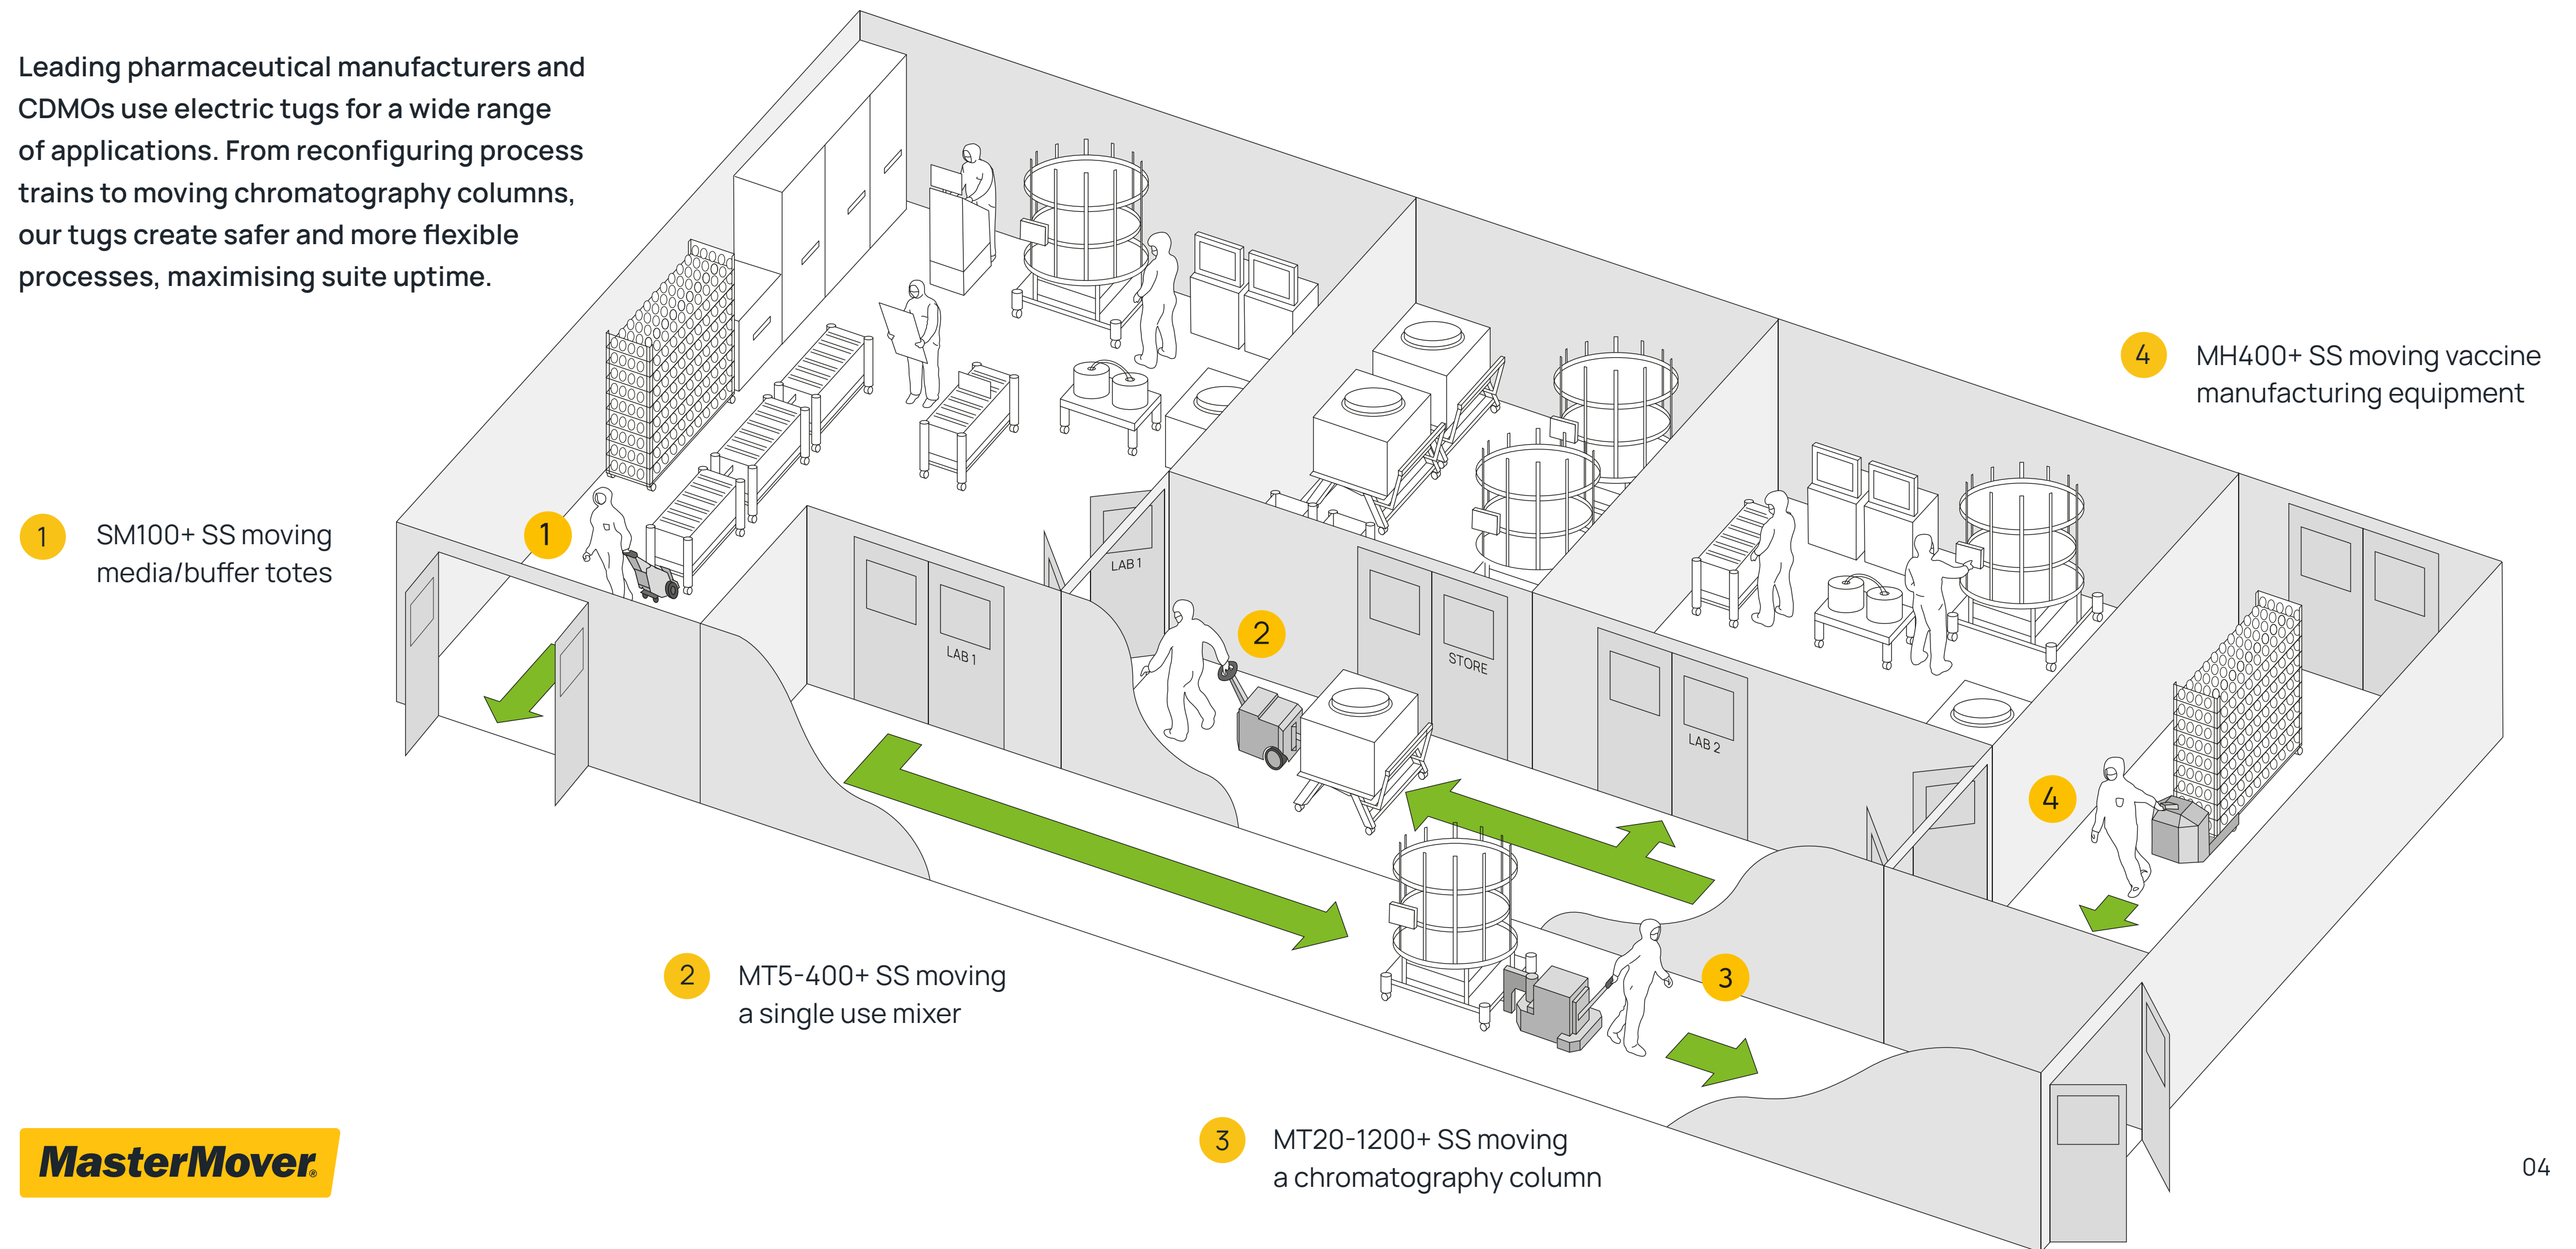 Leading pharmaceutical manufacturers and
CDMOs use electric tugs for a wide range
of applications. From reconfiguring process
trains to moving chromatography columns,
our tugs create safer and more flexible
processes, maximising suite uptime.
4
MH400+ SS moving vaccine
manufacturing equipment
1
SM100+ SS moving
media/buffer totes
1
LAB 1
2
LAB 1
STORE
LAB 2
4
2
MT5-400+ SS moving
a single use mixer
3
3
MT20-1200+ SS moving
a chromatography column
MasterMover®
04